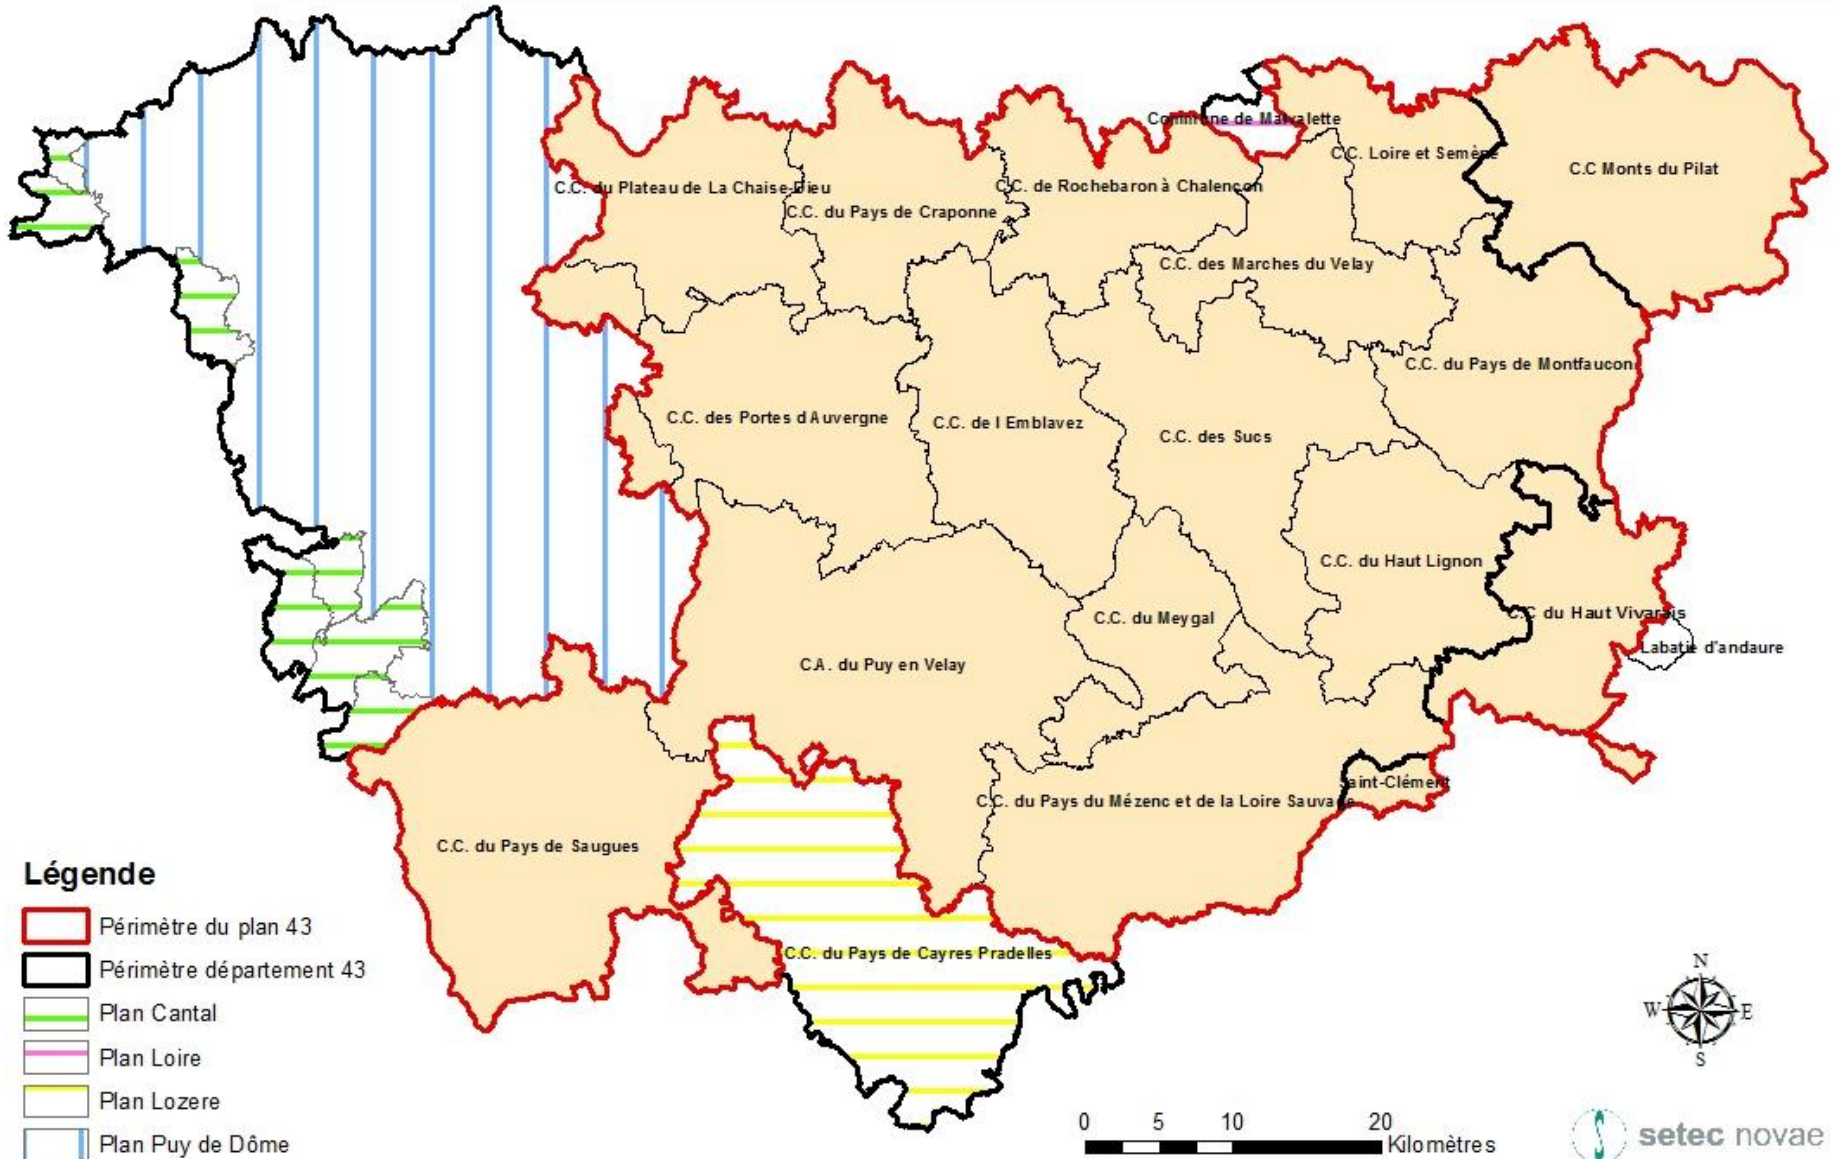 Commune de Malvalette
C.C. Loire et Semène
C.C Monts du Pilat
C.C. du Plateau de La Chaise-Dieu
C.C. du Pays de Craponne
C.C. de Rochebaron à Chalençon
C.C. des Marches du Velay
C.C. du Pays de Montfaucon
C.C. des Portes d Auvergne
C.C. de l Emblavez
C.C. des Sucs
C.C. du Haut Lignon
C.C du Haut Vivarais
C.C. du Meygal
Labatie d'andaure
C.A. du Puy en Velay
aint-Clément
C.C. du Pays du Mézenc et de la Loire Sauvage
C.C. du Pays de Saugues
C.C. du Pays de Cayres Pradelles
Légende
Périmètre du plan 43
Périmètre département 43
Plan Cantal
Plan Loire
Plan Lozere
Plan Puy de Dôme
N
W E
S
0 5 10 20
Kilomètres
setec novae